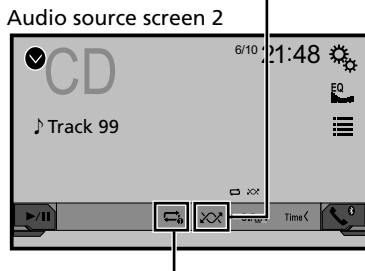 Audio source screen 2
CD
6/10 21:48
EQ
♪ Track 99
Time